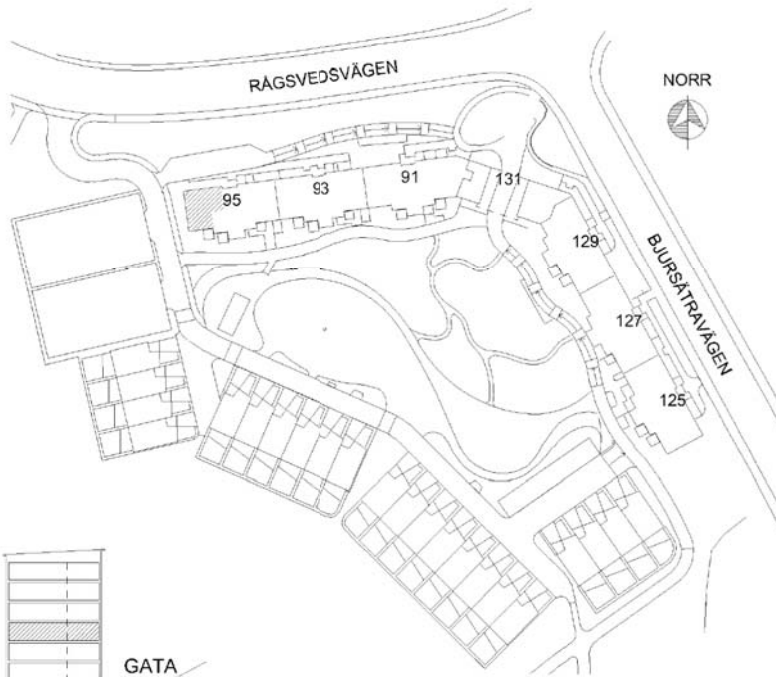 RÅGSVEDSVÄGEN
NORR
91
131
93
95
129
BJURSÄTRAVÄGEN
127
125
GATA